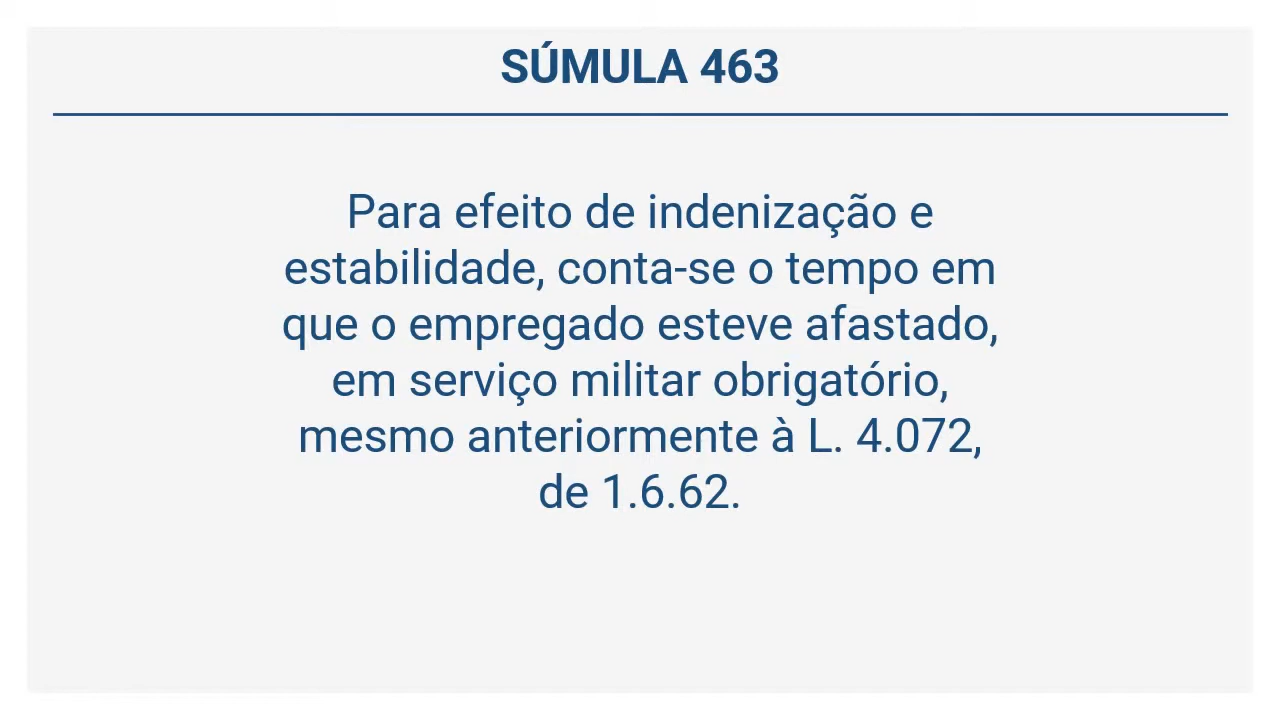 SÚMULA 463
Para efeito de indenização e
estabilidade, conta-se o tempo em
que o empregado esteve afastado,
em serviço militar obrigatório,
mesmo anteriormente à L. 4.072,
de 1.6.62.